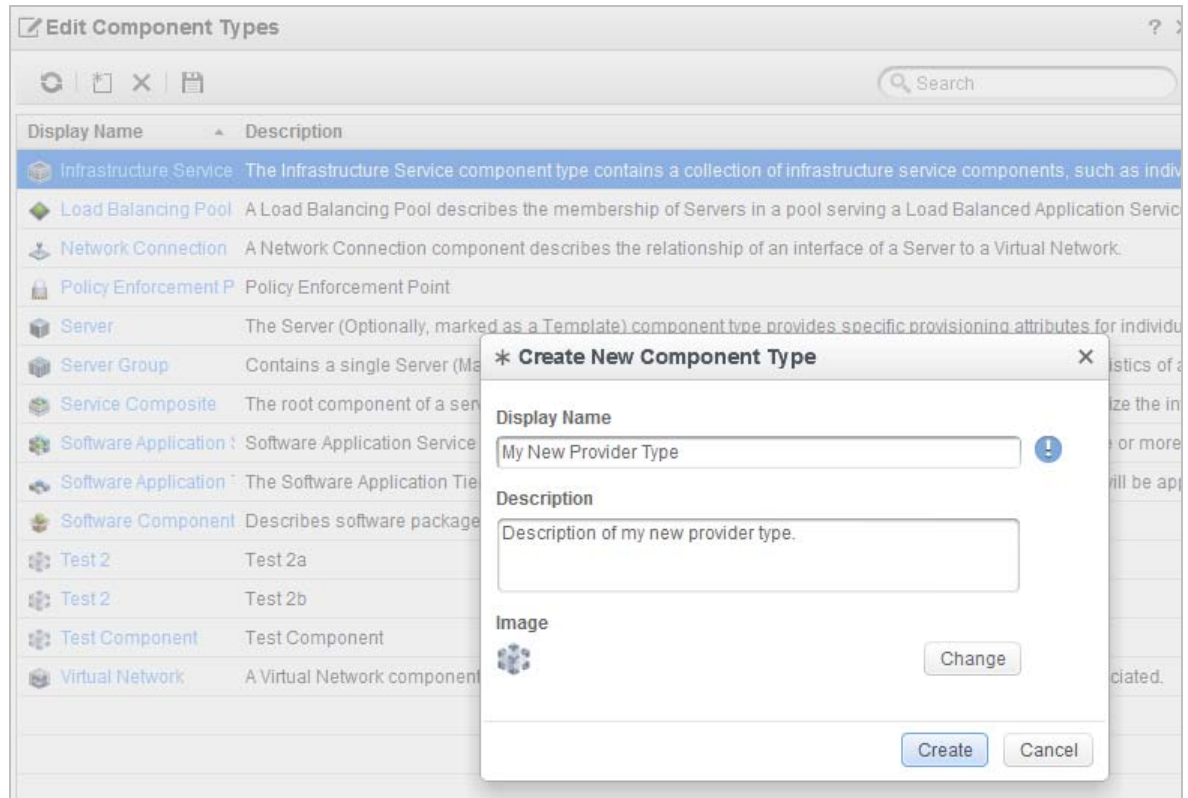 Edit Component Types ?
Search
Display Name Description
Infrastructure Service The Infrastructure Service component type contains a collection of infrastructure service components, such as indiv
Load Balancing Pool A Load Balancing Pool describes the membership of Servers in a pool serving a Load Balanced Application Servic
Network Connection A Network Connection component describes the relationship of an interface of a Server to a Virtual Network.
Policy Enforcement P Policy Enforcement Point
Server The Server (Optionally, marked as a Template) component type provides specific provisioning attributes for individu
Server Group Contains a single Server (Ma istics of a
Service Composite The root component of a serv ize the in
Software Application S Software Application Service e or more
Software Application T The Software Application Tie will be app
Software Component Describes software package
Test 2 Test 2a
Test 2 Test 2b
Test Component Test Component
Virtual Network A Virtual Network component ciated.
* Create New Component Type
Display Name
My New Provider Type
Description
Description of my new provider type.
Image
Change
Create Cancel